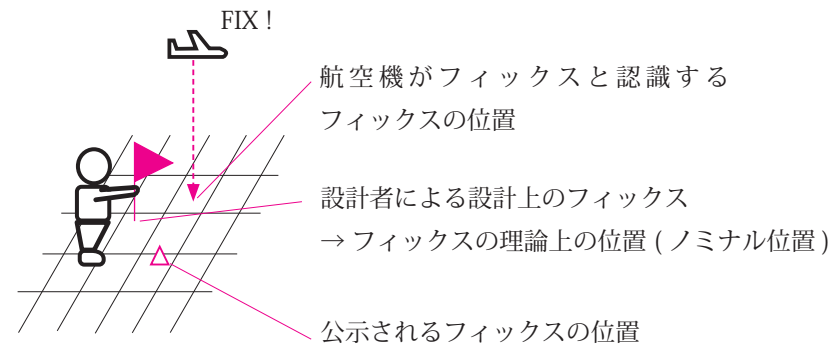 FIX !
航空機がフィックスと認識する
フィックスの位置
設計者による設計上のフィックス
→ フィックスの理論上の位置 ( ノミナル位置 )
公示されるフィックスの位置